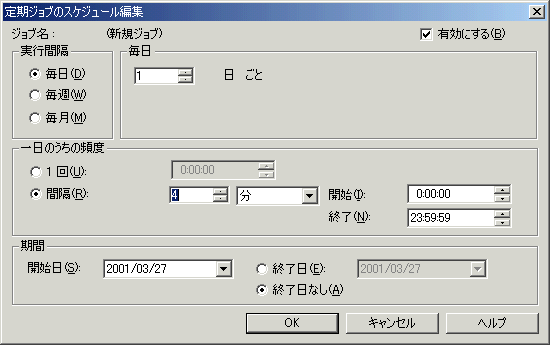 定期ジョブのスケジュール編集
ジョブ名: (新規ジョブ) 有効にする(B)
実行間隔 毎日
毎日(D) 1 日 ごと
毎週(W)
毎月(M)
一日のうちの頻度
1 回(U): 0:00:00
間隔(R): 4 分 開始(I): 0:00:00
終了(N): 23:59:59
期間
開始日(S): 2001/03/27 終了日(E): 2001/03/27
終了日なし(A)
OK キャンセル ヘルプ